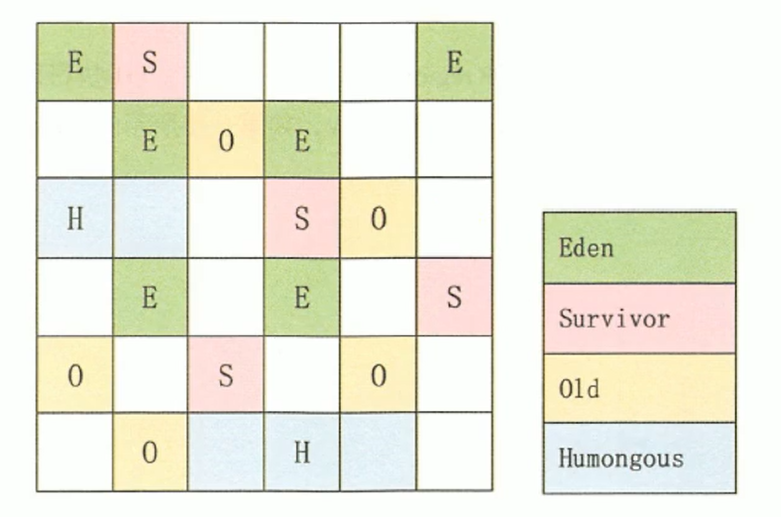 E S E
E O E
H S O
E E S
O S O
O H
Eden
Survivor
Old
Humongous